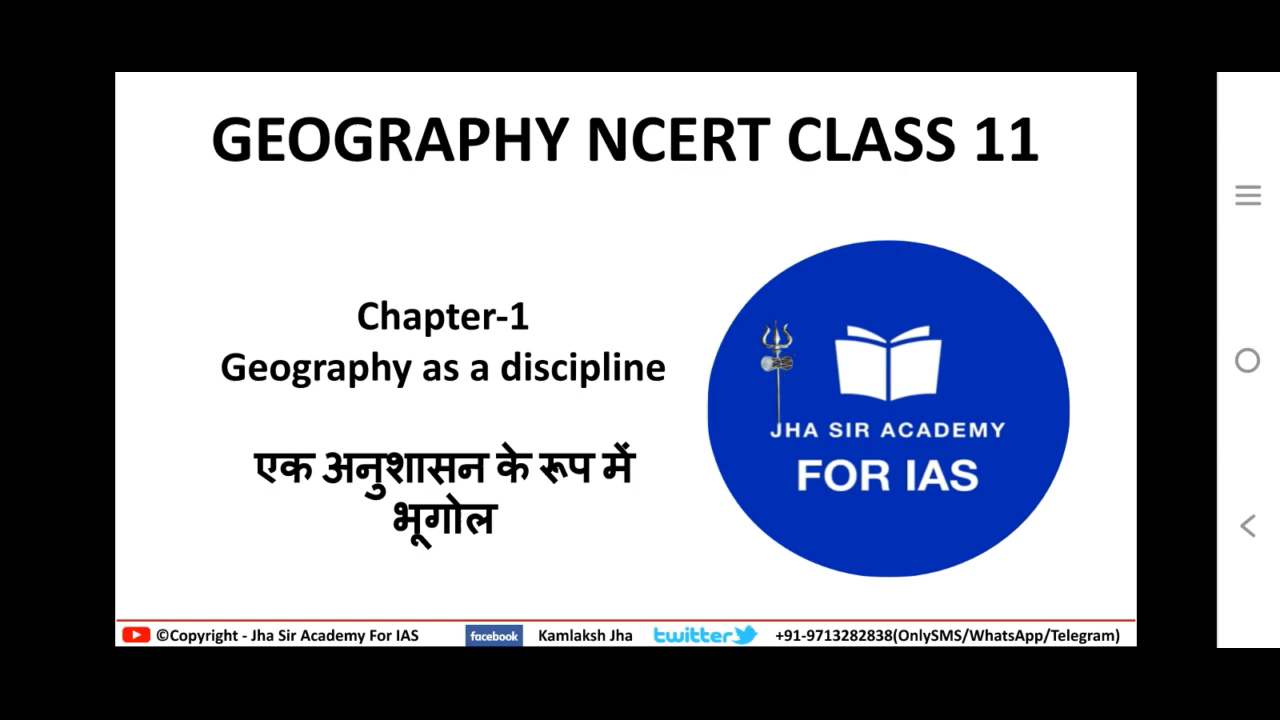 GEOGRAPHY NCERT CLASS 11
Chapter-1
Geography as a discipline
एक अनुशासन के रूप में
भूगोल
JHA SIR ACADEMY
FOR IAS
©Copyright - Jha Sir Academy For IAS facebook Kamlaksh Jha twitter +91-9713282838(OnlySMS/WhatsApp/Telegram)